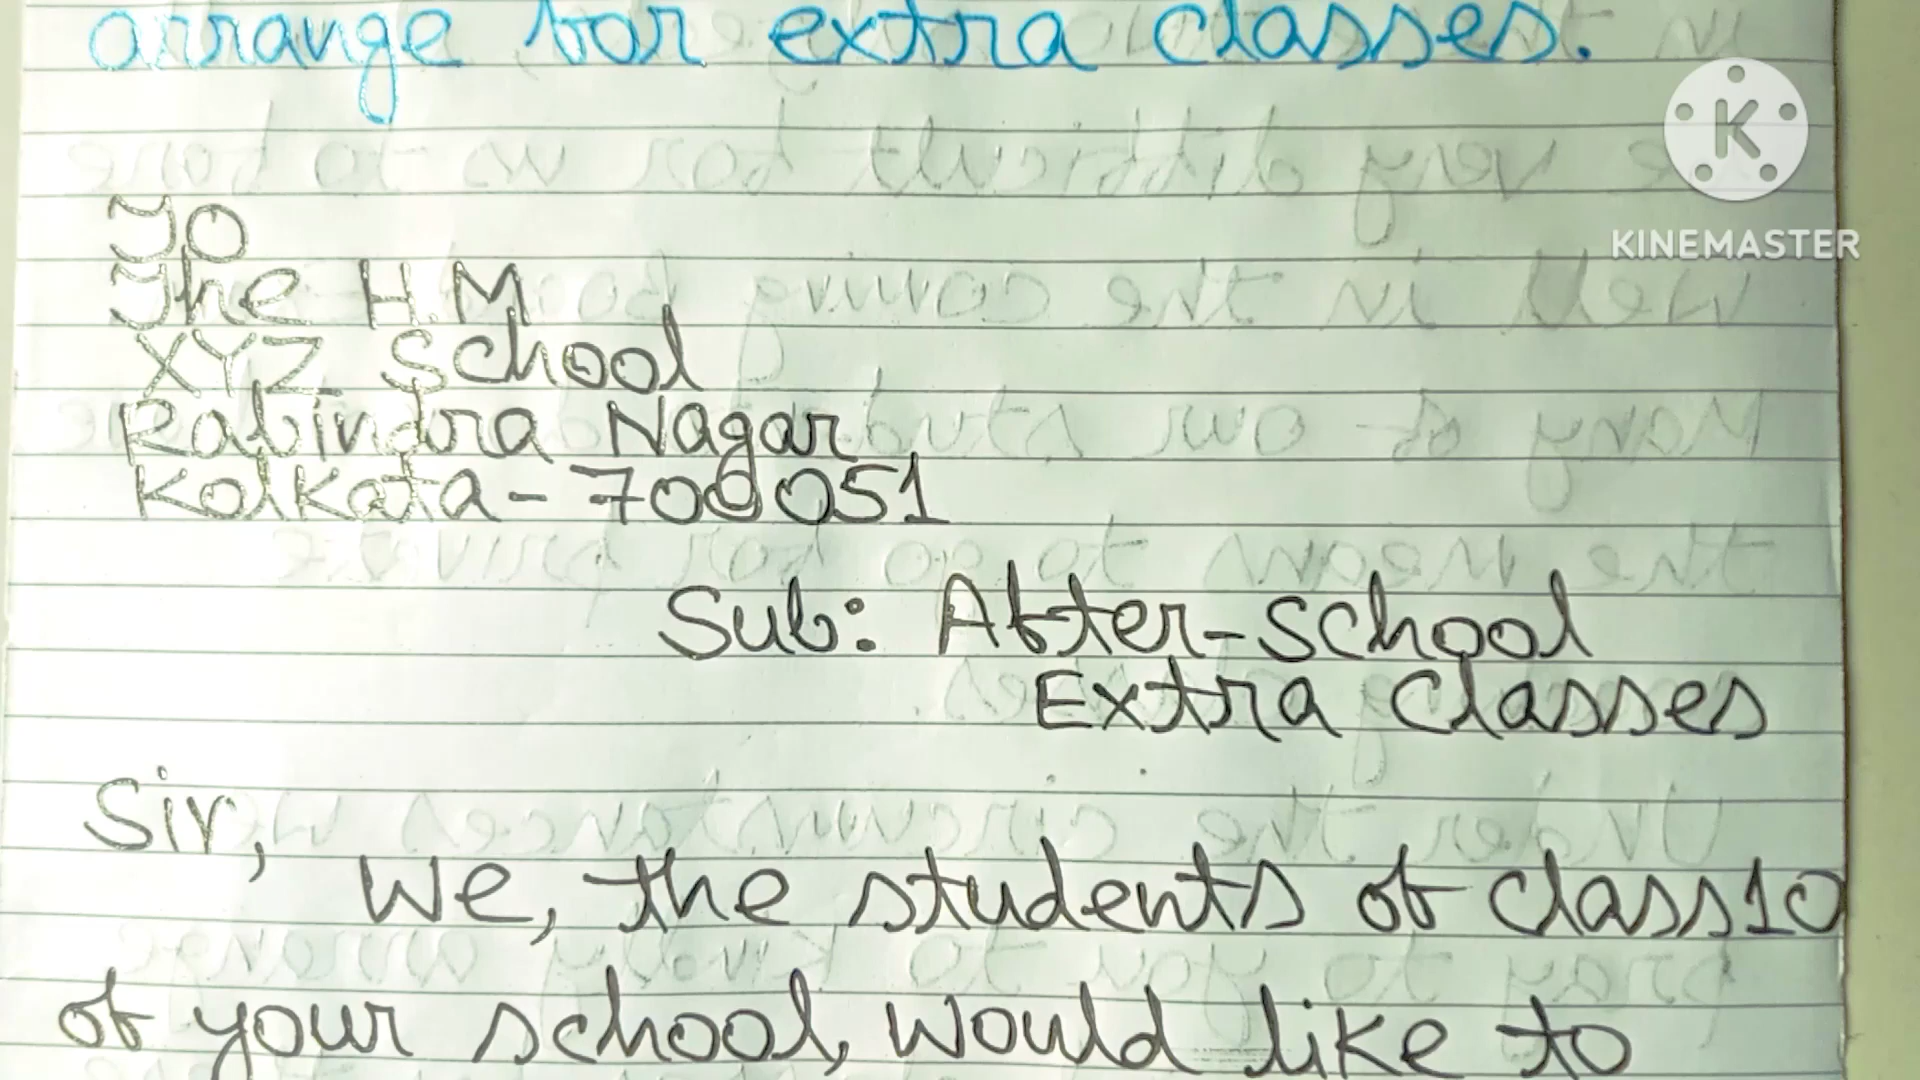 arrange for extra classes.
To
The H.M
XYZ School
Rabindra Nagar
Kolkata - 700051
Sub: After-School
Extra Classes
Sir,
We, the students of class 10
of your school, would like to
K
KINEMASTER